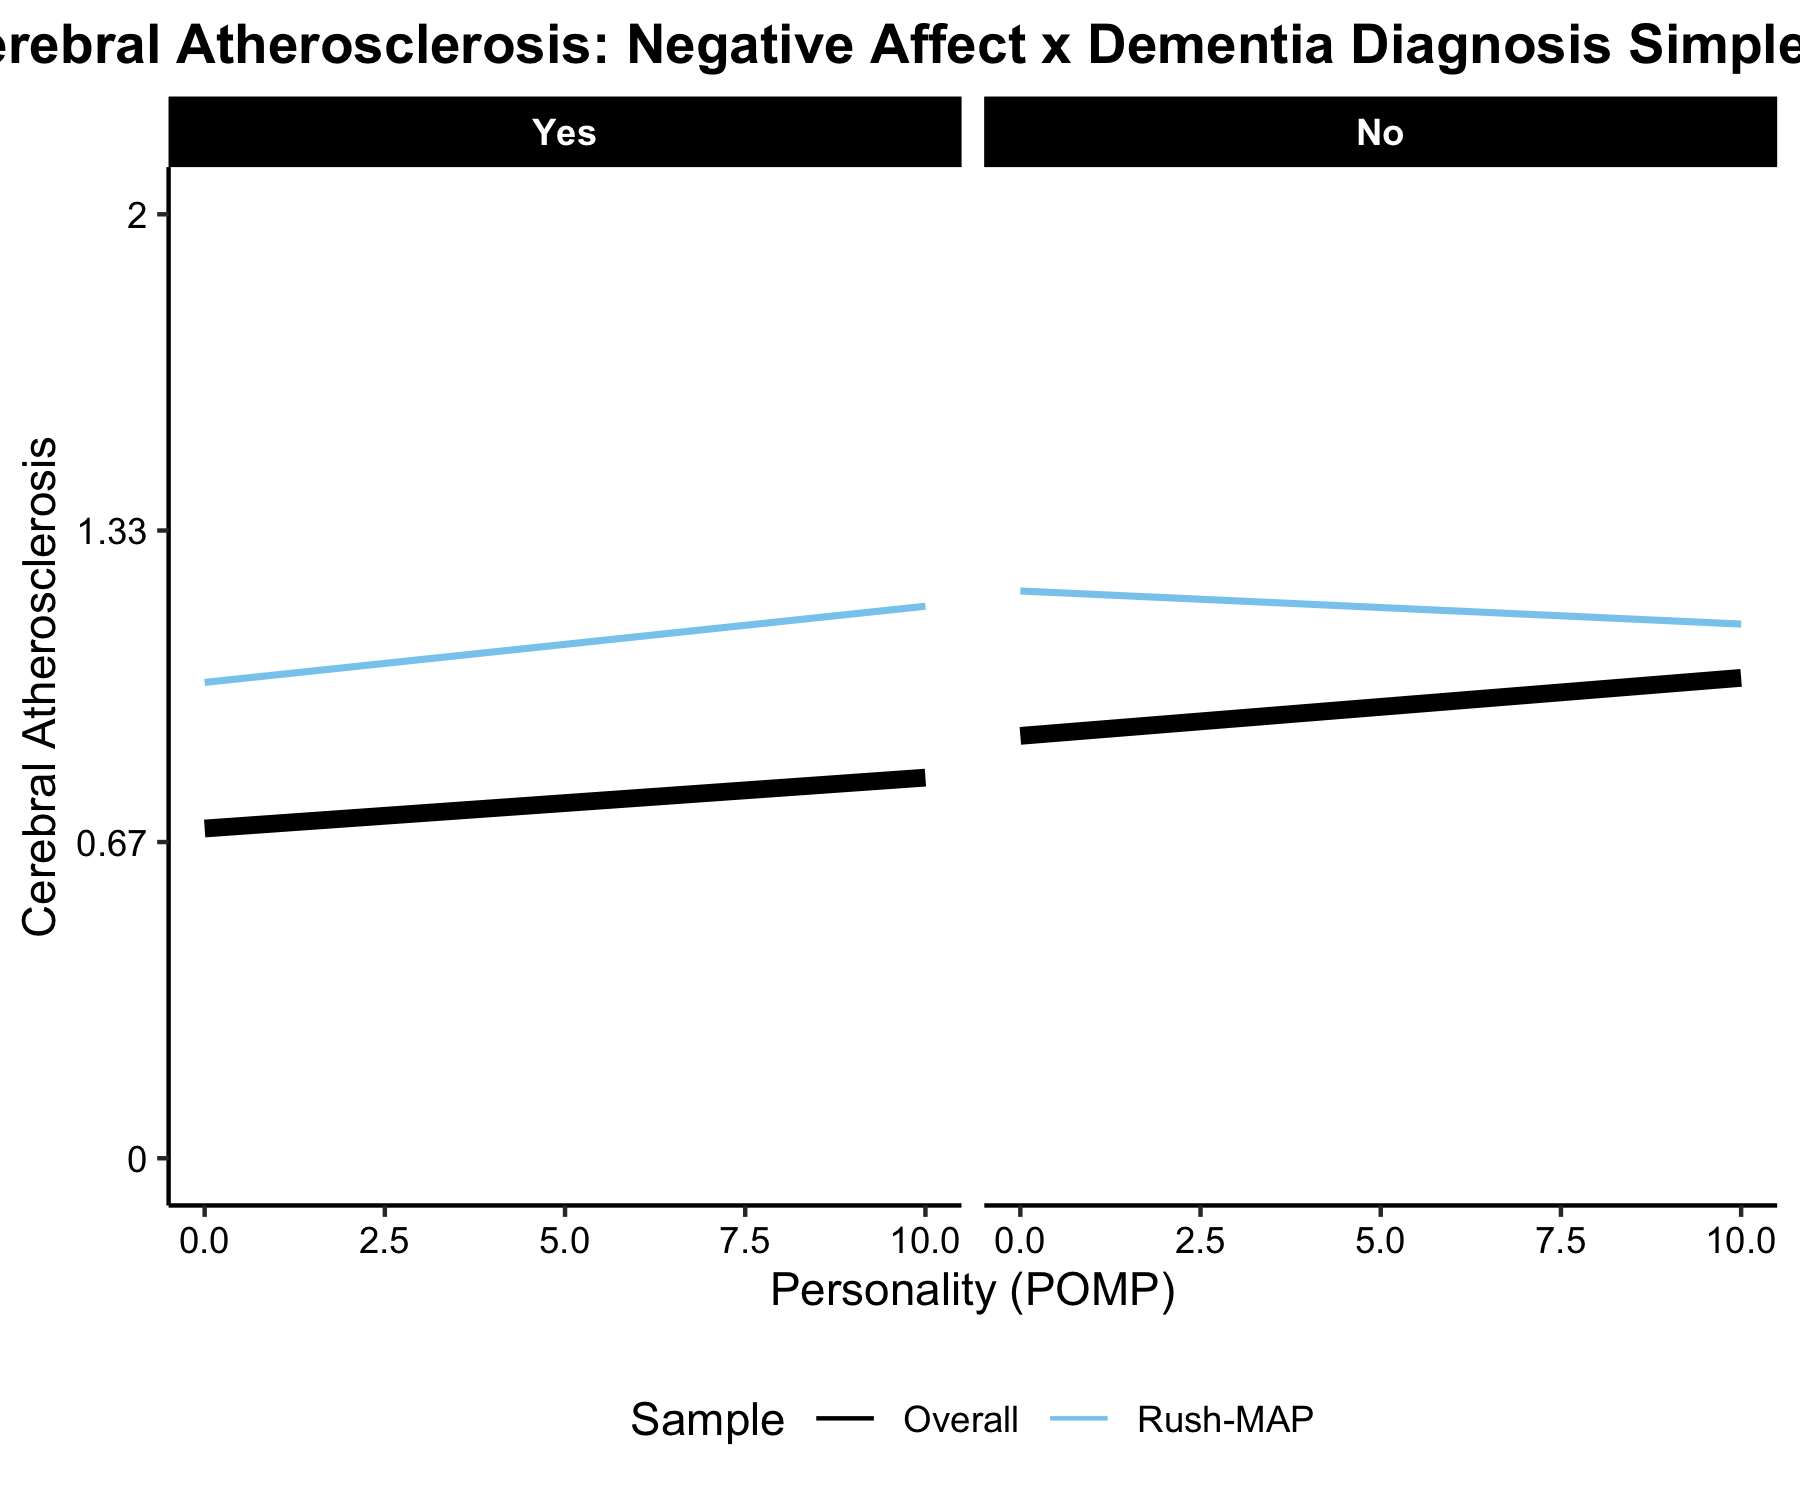 erebral Atherosclerosis: Negative Affect x Dementia Diagnosis Simple
Yes No
2
1.33
0.67
0
Cerebral Atherosclerosis
0.0 2.5 5.0 7.5 10.0 0.0 2.5 5.0 7.5 10.0
Personality (POMP)
Sample Overall Rush-MAP